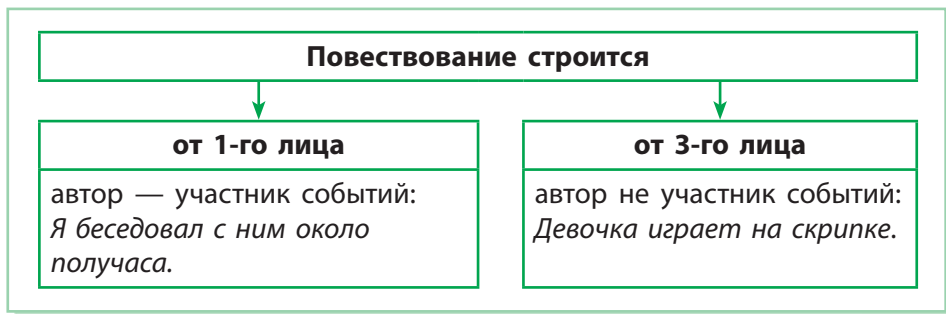 Повествование строится
от 1-го лица
автор — участник событий:
Я беседовал с ним около
получаса.
от 3-го лица
автор не участник событий:
Девочка играет на скрипке.